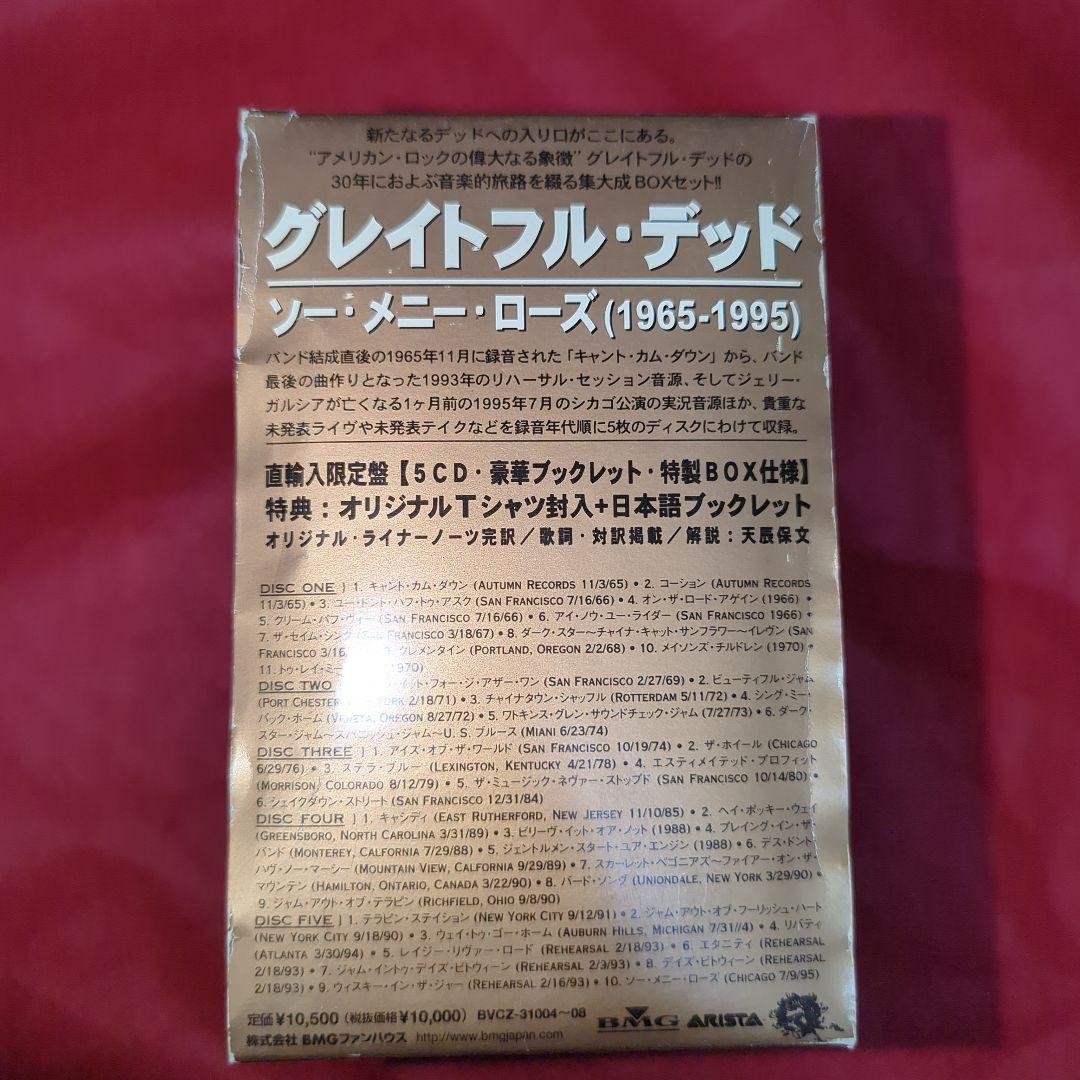 新たなるデッドへの入り口がここにある。
"アメリカン・ロックの偉大なる象徴"グレイトフル・デッドの
30年におよぶ音楽的旅路を綴る集大成BOXセット!!
グレイトフル・デッド
ソー・メニー・ローズ(1965-1995)
バンド結成直後の1965年11月に録音された「キャント・カム・ダウン」から、バンド
最後の曲作りとなった1993年のリハーサル・セッション音源、そしてジェリー・
ガルシアが亡くなる1ヶ月前の1995年7月のシカゴ公演の実況音源ほか、貴重な
未発表ライヴや未発表テイクなどを録音年代順に5枚のディスクにわけて収録。
直輸入限定盤【5CD・豪華ブックレット・特製BOX仕様】
特典:オリジナルTシャツ封入+日本語ブックレット
オリジナル・ライナーノーツ完訳/歌詞・対訳掲載/解説:天辰保文
DISC ONE 1. キャント・カム・ダウン (AUTUMN RECORDS 11/3/65) • 2. コーション (AUTUMN RECORDS
11/3/65) • 3. ユー・ドント・ハフ・トゥ・アスク (SAN FRANCISCO 7/16/66) • 4. オン・ザ・ロード・アゲイン (1966) •
5. クリーム・パフ・ウォー (SAN FRANCISCO 7/16/66) • 6. アイ・ノウ・ユー・ライダー (SAN FRANCISCO 1966) •
7. ザ・セイム・シング FRANCISCO 3/18/67) • 8. ダーク・スター〜チャイナ・キャット・サンフラワー〜イレヴン (SAN
FRANCISCO 3/16 クレメンタイン (PORTLAND, OREGON 2/2/68) • 10. メイソンズ・チルドレン (1970) •
11. トゥ・レイ・ミー 1970)
DISC TWO イット・フォー・ジ・アザー・ワン (SAN FRANCISCO 2/27/69) • 2. ビューティフル・ジャム
(PORT CHESTER YORK 2/18/71) • 3. チャイナタウン・シャッフル (ROTTERDAM 5/11/72) • 4. シング・ミー・
バック・ホーム (VENETA, OREGON 8/27/72) • 5. ワトキンス・グレン・サウンドチェック・ジャム (7/27/73) • 6. ダーク・
スター・ジャム〜スパニッシュ・ジャム〜U.S.ブルース (MIANI 6/23/74)
DISC THREE 1. アイズ・オブ・ザ・ワールド (SAN FRANCISCO 10/19/74) • 2. ザ・ホイール (CHICAGO
6/29/76) • 3. ステラ・ブルー (LEXINGTON, KENTUCKY 4/21/78) • 4. エスティメイテッド・プロフィット
(MORRISON, COLORADO 8/12/79) • 5. ザ・ミュージック・ネヴァー・ストップド (SAN FRANCISCO 10/14/80) •
6. シェイクダウン・ストリート (SAN FRANCISCO 12/31/84)
DISC FOUR 1. キャシディ (EAST RUTHERFORD, NEW JERSEY 11/10/85) • 2. ヘイ・ポッキー・ウェイ
(GREENSBORO, NORTH CAROLINA 3/31/89) • 3. ビリーヴ・イット・オア・ノット (1988) • 4. プレイング・イン・ザ・
バンド (MONTEREY, CALFORNIA 7/29/88) • 5. ジェントルメン・スタート・ユア・エンジン (1988) • 6. デス・ドント・
ハヴ・ノー・マーシー (MOUNTAIN VIEW, CALFORNIA 9/29/89) • 7. スカーレット・ベゴニアズ〜ファイアー・オン・ザ・
マウンテン (HAMILTON, ONTARIO, CANADA 3/22/90) • 8. バード・ソング (UNIONDALE, NEW YORK 3/29/90) •
9. ジャム・アウト・オブ・テラピン (RICHFIELD, OHIO 9/8/90)
DISC FIVE 1. テラピン・ステイション (NEW YORK CITY 9/12/91) • 2. ジャム・アウト・オブ・フーリッシュ・ハート
(NEW YORK CITY 9/18/90) • 3. ウェイ・トゥ・ゴー・ホーム (AUBURN HILLS, MICHIGAN 7/31//4) • 4. リバティ
(ATLANTA 3/30/94) • 5. レイジー・リヴァー・ロード (REHEARSAL 2/18/93) • 6. エタニティ (REHEARSAL
2/18/93) • 7. ジャム・イントゥ・デイズ・ビトウィーン (REHEARSAL 2/9/93) • 8. デイズ・ビトウィーン (REHEARSAL
2/18/93) • 9. ウィスキー・イン・ザ・ジャー (REHEARSAL 2/16/93) • 10. ソー・メニー・ローズ (CHICAGO 7/9/95)
定価¥10,500(税抜価格¥10,000) BVCZ-31004〜08 BMG ARISTA
株式会社BMGファンハウス http://www.bmgjapan.com